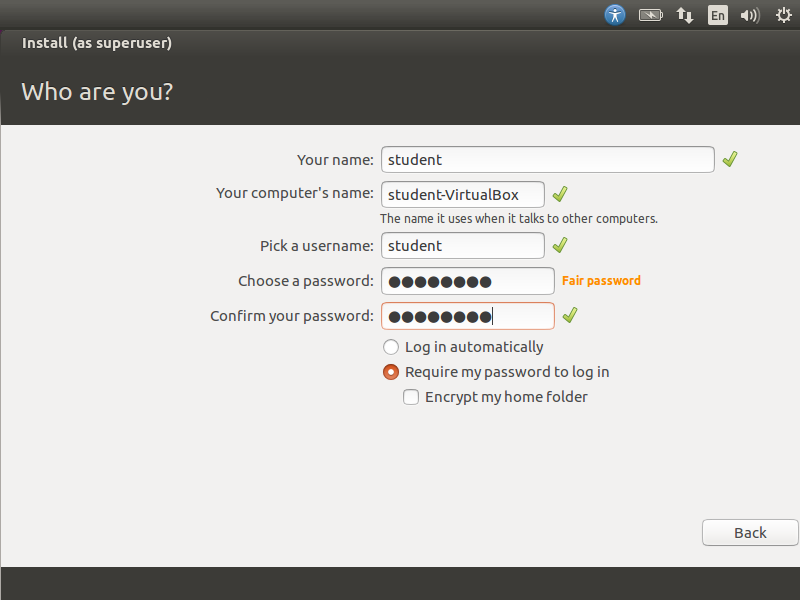 En
Install (as superuser)
Who are you?
Your name: student
Your computer's name: student-VirtualBox
The name it uses when it talks to other computers.
Pick a username: student
Choose a password: ●●●●●●●● Fair password
Confirm your password: ●●●●●●●●
Log in automatically
Require my password to log in
Encrypt my home folder
Back